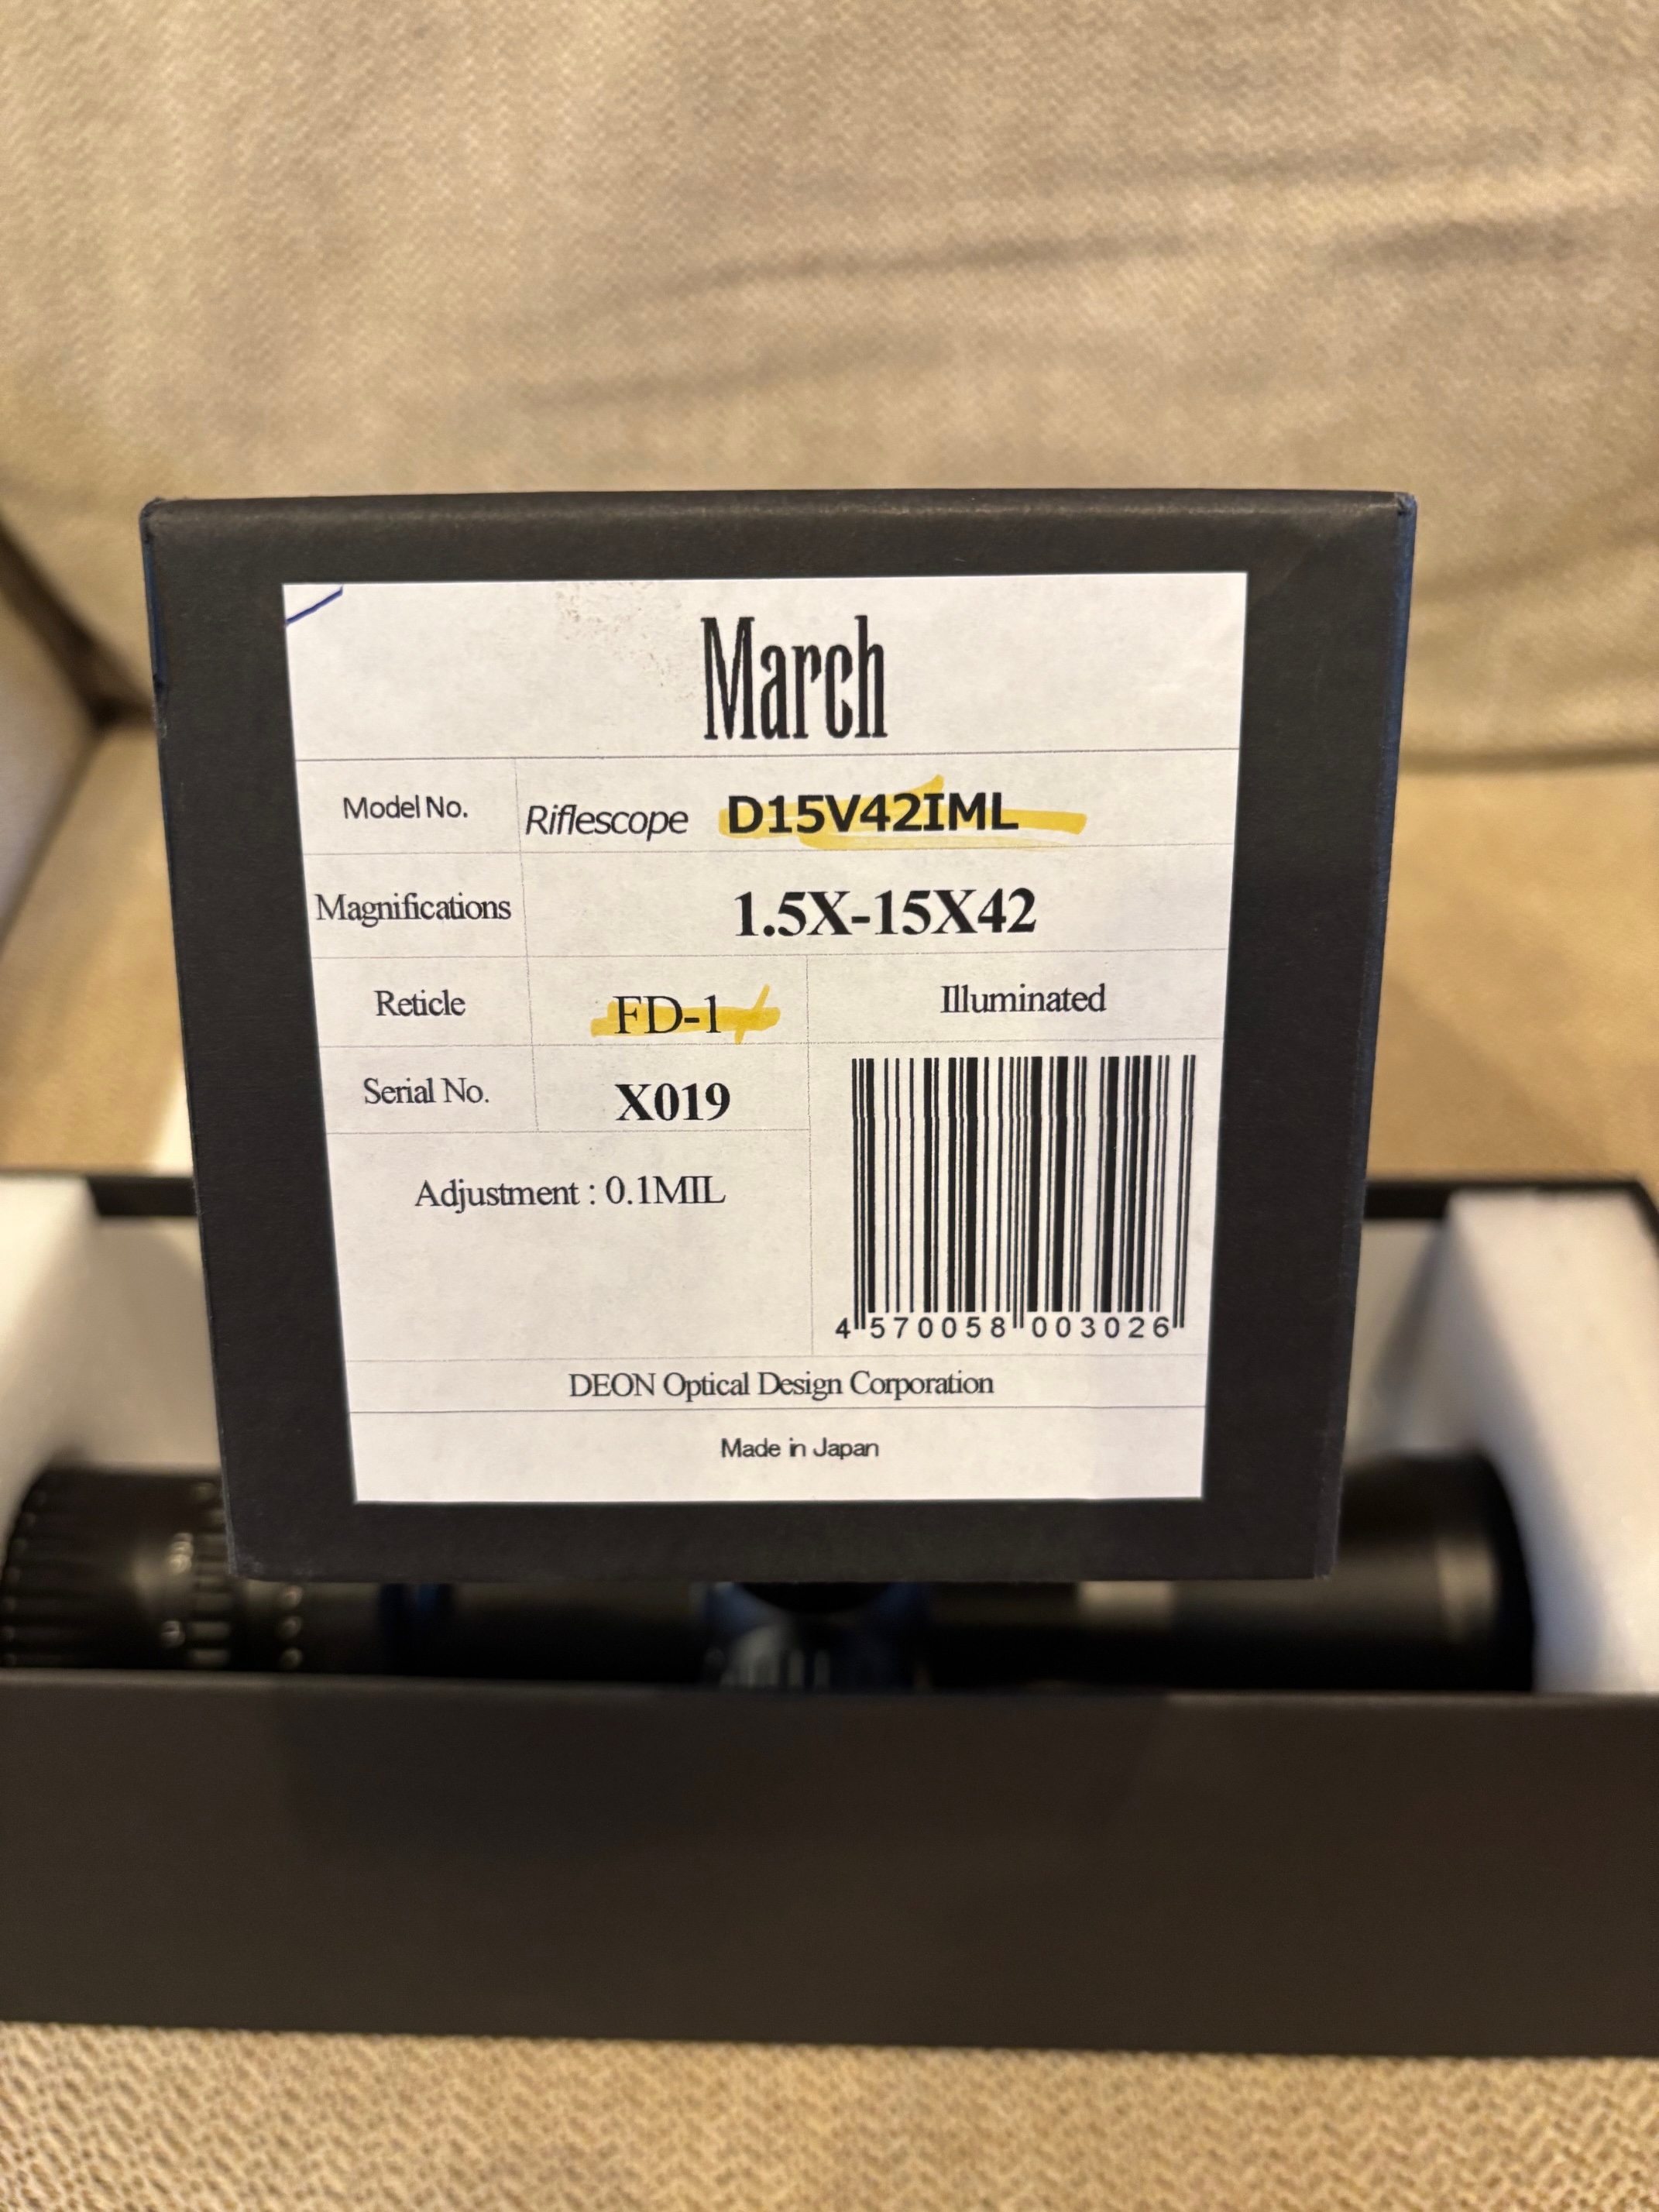 March
Model No. Riflescope D15V42IML
Magnifications 1.5X-15X42
Reticle FD-1 Illuminated
Serial No. X019
Adjustment : 0.1MIL
4 570058 003026
DEON Optical Design Corporation
Made in Japan